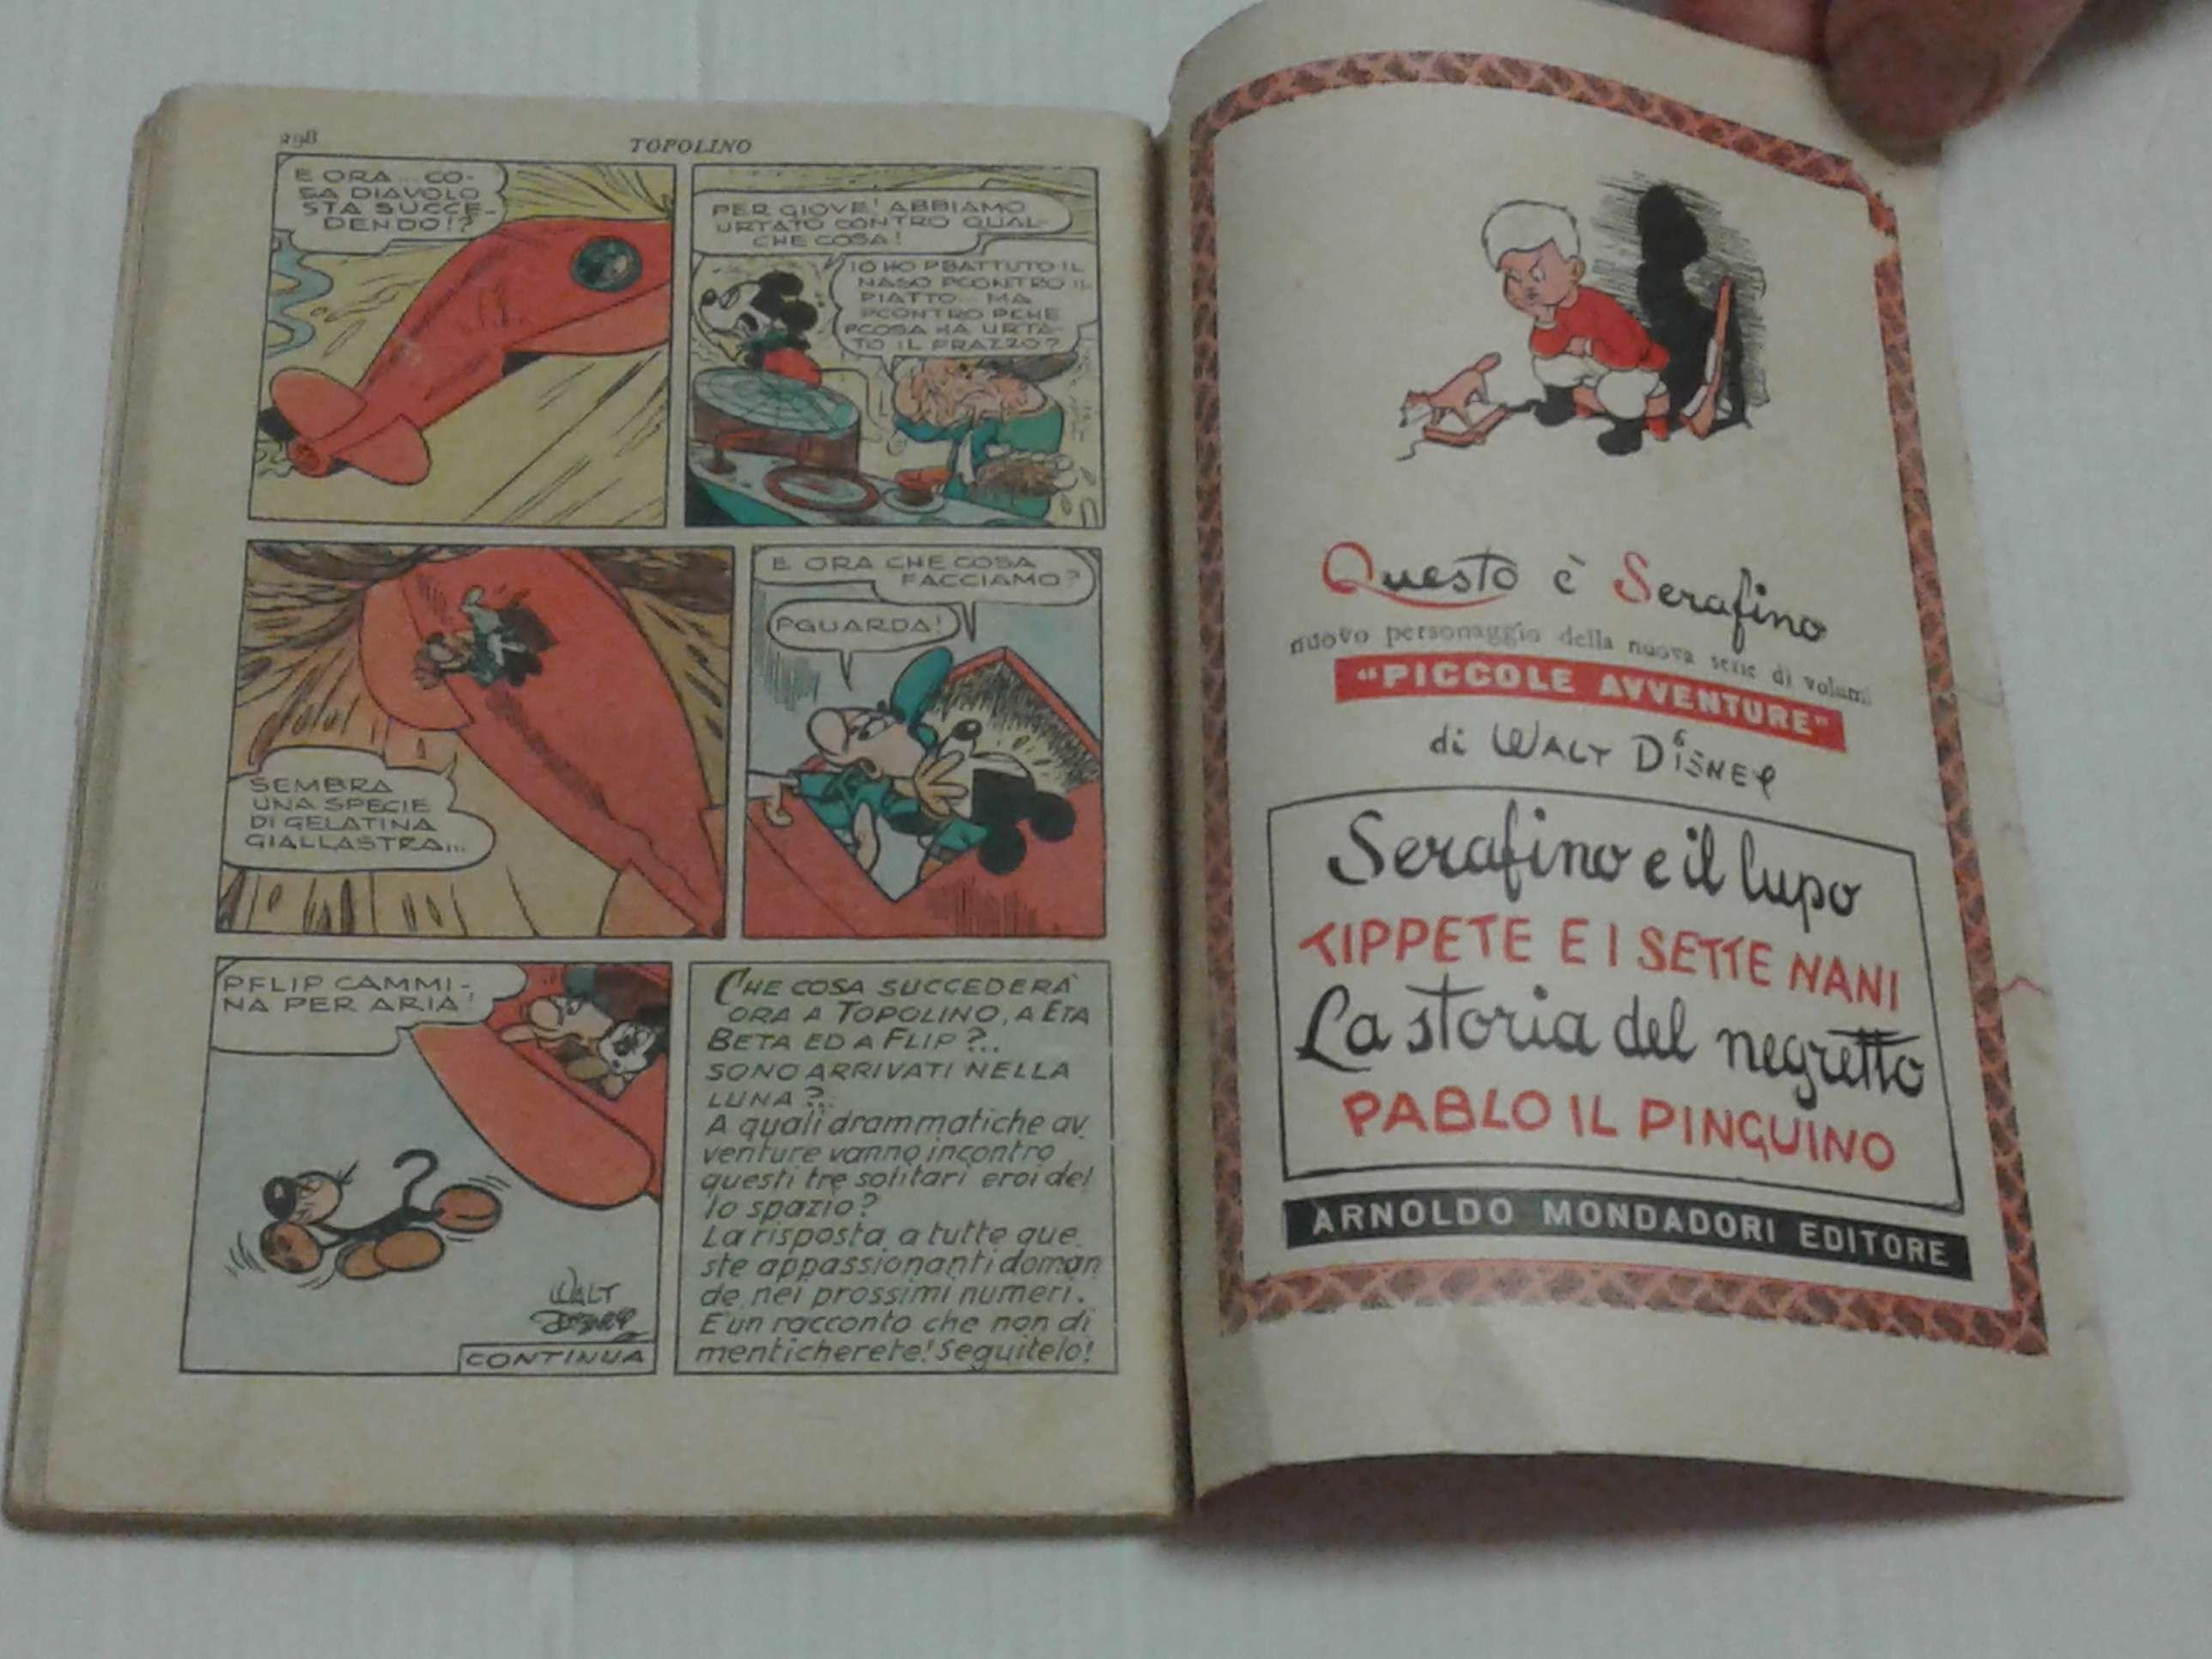 298
TOPOLINO
E ORA... CO-
SA DIAVOLO
STA SUCCE-
DENDO!?
PER GIOVE! ABBIAMO
URTATO CONTRO QUAL-
CHE COSA!
IO HO PBATTUTO IL
NASO PCONTRO IL
PIATTO... MA
PCONTRO PCHE
PCOSA HA URTA-
TO IL PRAZZO?
SEMBRA
UNA SPECIE
DI GELATINA
GIALLASTRA...
E ORA CHE COSA
FACCIAMO?
PGUARDA!
PFLIP CAMMI-
NA PER ARIA!
WALT
DISNEY
CONTINUA
CHE COSA SUCCEDERÀ
ORA A TOPOLINO, A ETA
BETA ED A FLIP?..
SONO ARRIVATI NELLA
LUNA?..
A quali drammatiche av
venture vanno incontro
questi tre solitari eroi del
lo spazio?
La risposta a tutte que
ste appassionanti doman
de, nei prossimi numeri.
E'un racconto che non di
menticherete! Seguitelo!
Questo è Serafino
nuovo personaggio della nuova serie di volumi
"PICCOLE AVVENTURE"
di WALT DISNEY
Serafino e il lupo
TIPPETE E I SETTE NANI
La storia del negretto
PABLO IL PINGUINO
ARNOLDO MONDADORI EDITORE